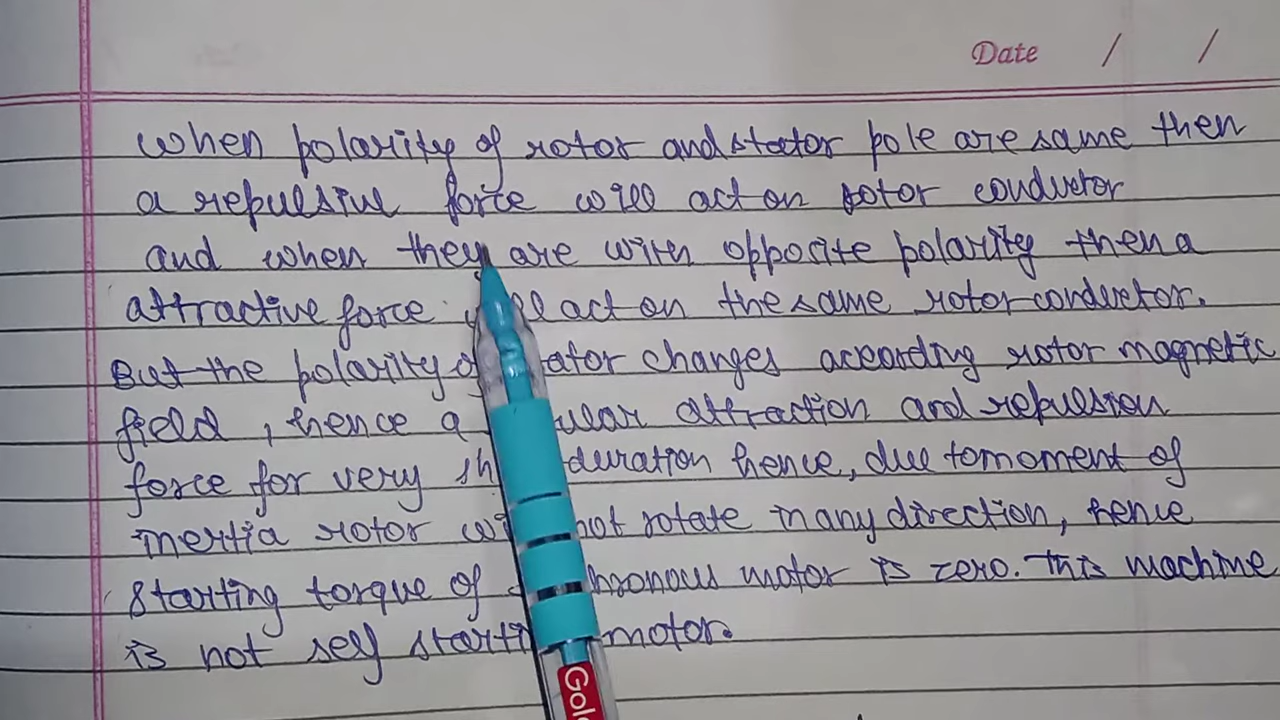 Date / /
when polarity of rotor and stator pole are same then
a repulsive force will act on rotor conductor
and when they are with opposite polarity then a
attractive force act on the same rotor conductor.
But the polarity of changes according rotor magnetic
field, hence a attraction and repulsion
force for very duration hence, due to moment of
inertia rotor not rotate in any direction, hence
starting torque of motor is zero. This machine
is not self motor.
Gol